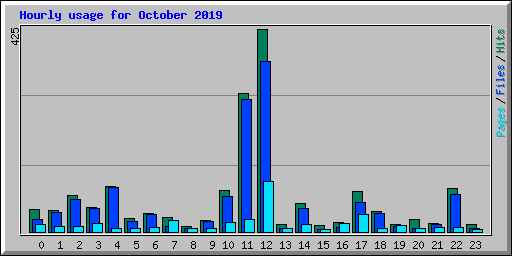 Hourly usage for October 2019
425
Pages / Files / Hits
0 1 2 3 4 5 6 7 8 9 10 11 12 13 14 15 16 17 18 19 20 21 22 23